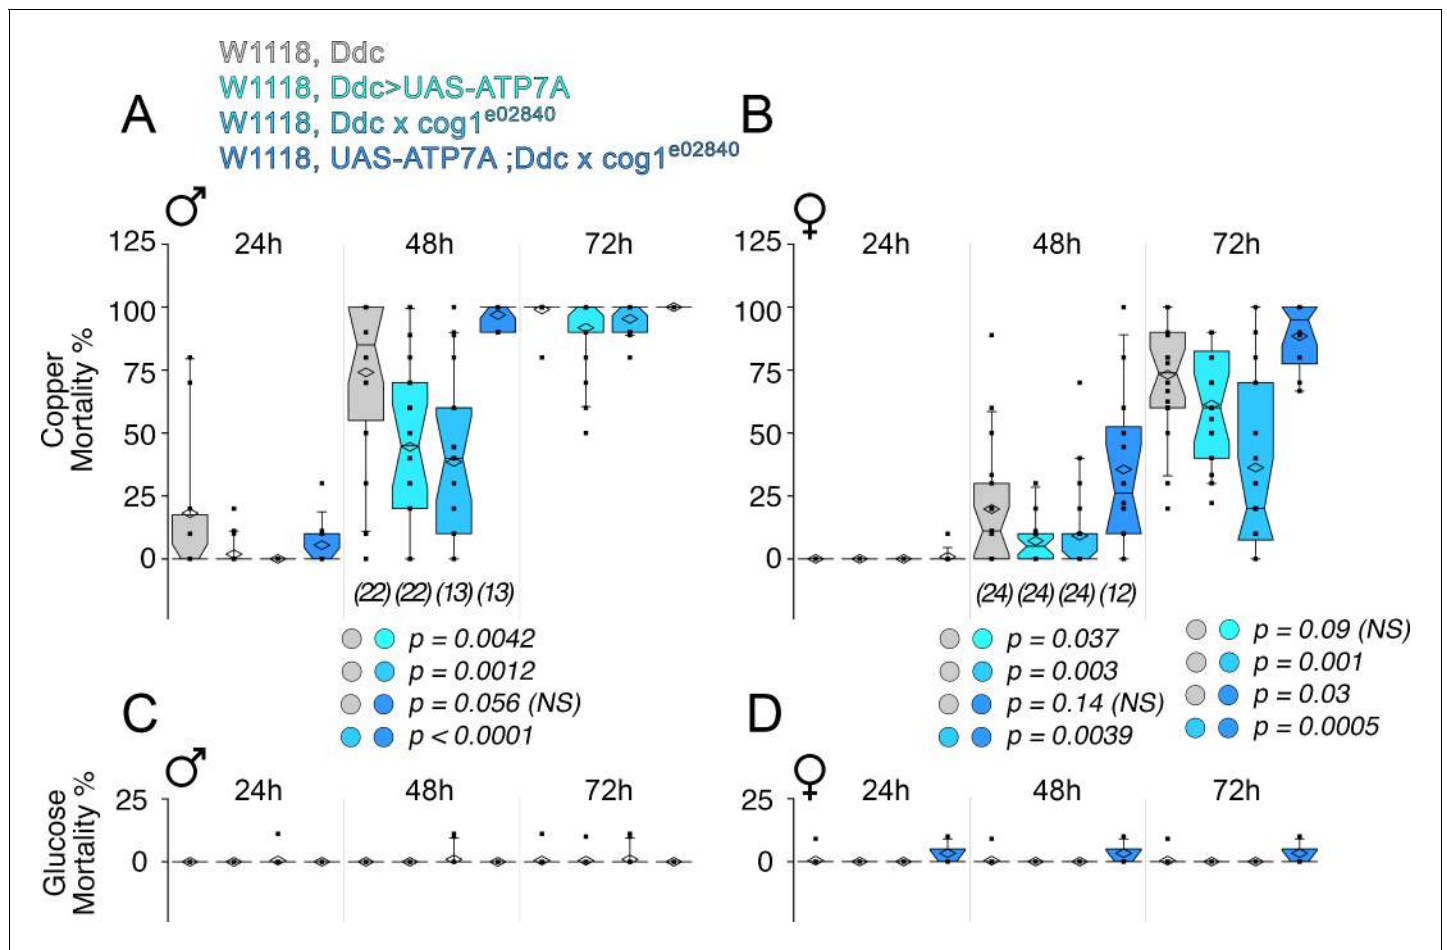 W1118, Ddc
W1118, Ddc>UAS-ATP7A
W1118, Ddc x cog1e02840
W1118, UAS-ATP7A ;Ddc x cog1e02840
A
B
♂
♀
125
24h
48h
72h
125
24h
48h
72h
100
75
50
25
0
Copper
Mortality %
100
75
50
25
0
(22) (22) (13) (13)
(24) (24) (24) (12)
p = 0.0042
p = 0.0012
p = 0.056 (NS)
p < 0.0001
p = 0.037
p = 0.003
p = 0.14 (NS)
p = 0.0039
p = 0.09 (NS)
p = 0.001
p = 0.03
p = 0.0005
C
D
♂
♀
25
24h
48h
72h
25
24h
48h
72h
0
0
Glucose
Mortality %